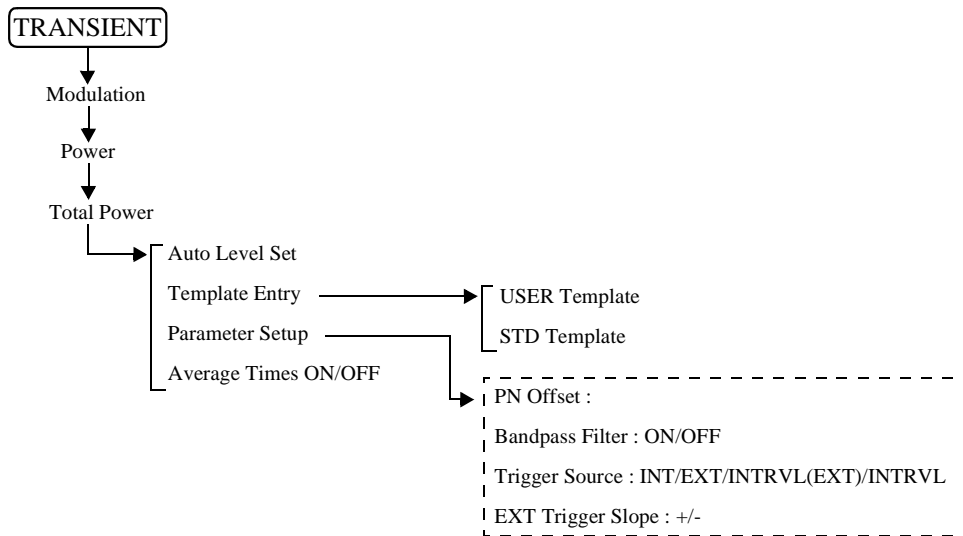 TRANSIENT
Modulation
Power
Total Power
Auto Level Set
Template Entry
USER Template
STD Template
Parameter Setup
Average Times ON/OFF
PN Offset :
Bandpass Filter : ON/OFF
Trigger Source : INT/EXT/INTRVL(EXT)/INTRVL
EXT Trigger Slope : +/-